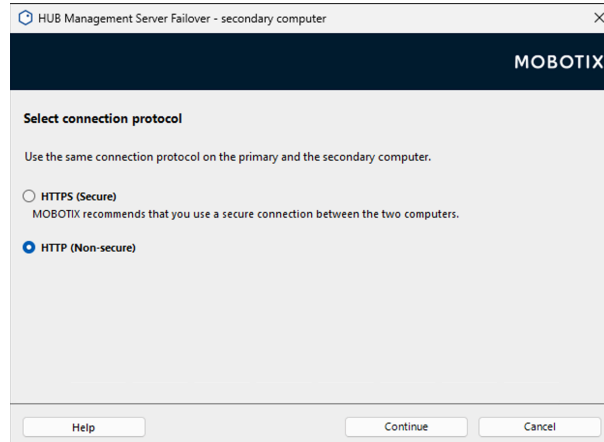 HUB Management Server Failover - secondary computer
MOBOTIX
Select connection protocol
Use the same connection protocol on the primary and the secondary computer.
HTTPS (Secure)
MOBOTIX recommends that you use a secure connection between the two computers.
HTTP (Non-secure)
Help Continue Cancel